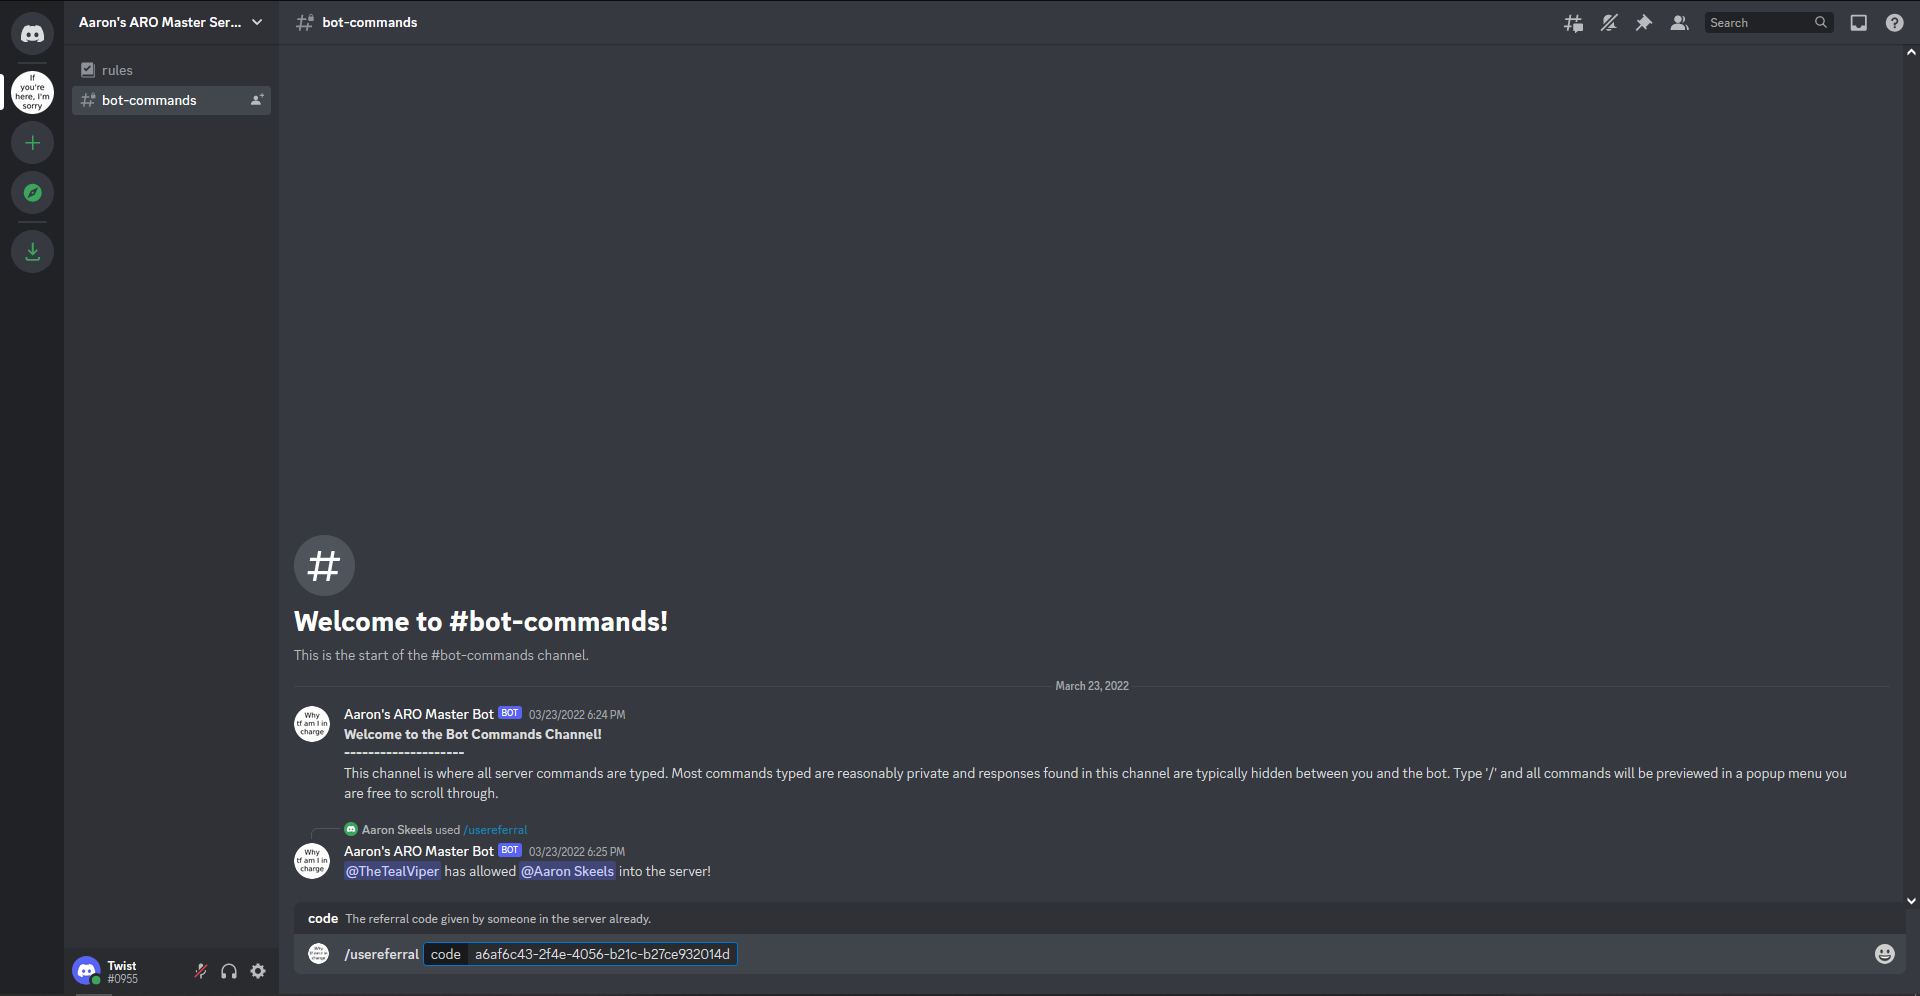 Aaron's ARO Master Ser...
bot-commands
Search
If
you're
here, I'm
sorry
rules
bot-commands
Welcome to #bot-commands!
This is the start of the #bot-commands channel.
March 23, 2022
Why
tf am I in
charge
Aaron's ARO Master Bot BOT 03/23/2022 6:24 PM
Welcome to the Bot Commands Channel!
--------------------
This channel is where all server commands are typed. Most commands typed are reasonably private and responses found in this channel are typically hidden between you and the bot. Type '/' and all commands will be previewed in a popup menu you
are free to scroll through.
Aaron Skeels used /usereferral
Why
tf am I in
charge
Aaron's ARO Master Bot BOT 03/23/2022 6:25 PM
@TheTealViper has allowed @Aaron Skeels into the server!
code The referral code given by someone in the server already.
Why
tf am I in
charge
/usereferral code a6af6c43-2f4e-4056-b21c-b27ce932014d
Twist
#0955